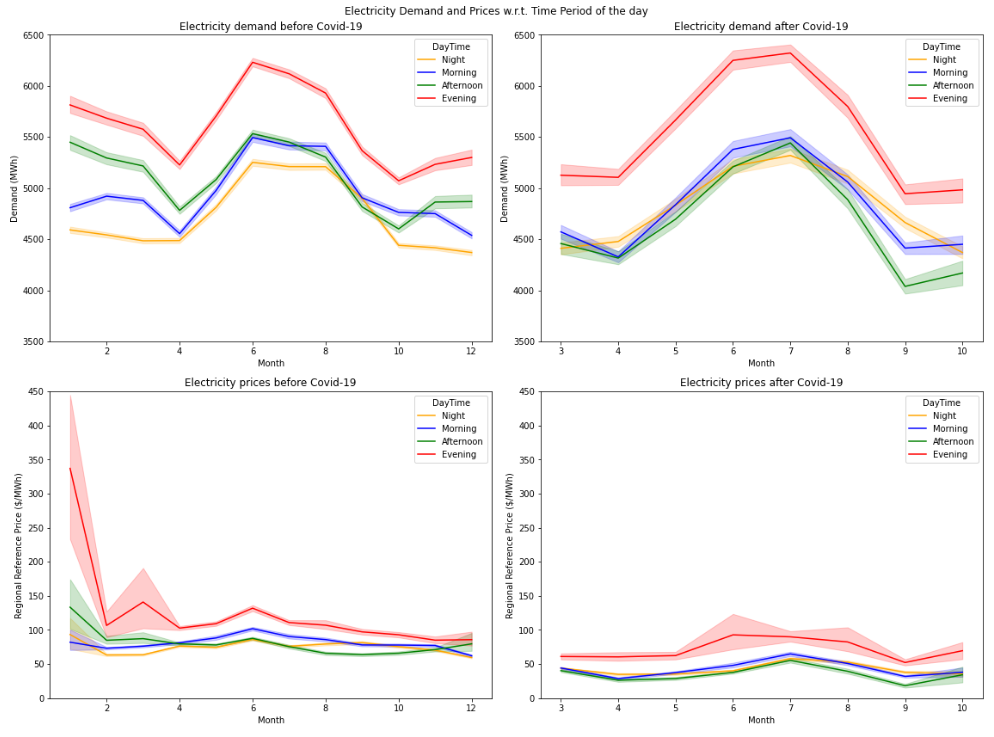 Electricity Demand and Prices w.r.t. Time Period of the day
Electricity demand before Covid-19
6500
6000
5500
5000
4500
4000
3500
Demand (MWh)
2 4 6 8 10 12
Month
DayTime
Night
Morning
Afternoon
Evening
Electricity demand after Covid-19
6500
6000
5500
5000
4500
4000
3500
Demand (MWh)
3 4 5 6 7 8 9 10
Month
DayTime
Night
Morning
Afternoon
Evening
Electricity prices before Covid-19
450
400
350
300
250
200
150
100
50
0
Regional Reference Price ($/MWh)
2 4 6 8 10 12
Month
DayTime
Night
Morning
Afternoon
Evening
Electricity prices after Covid-19
450
400
350
300
250
200
150
100
50
0
Regional Reference Price ($/MWh)
3 4 5 6 7 8 9 10
Month
DayTime
Night
Morning
Afternoon
Evening